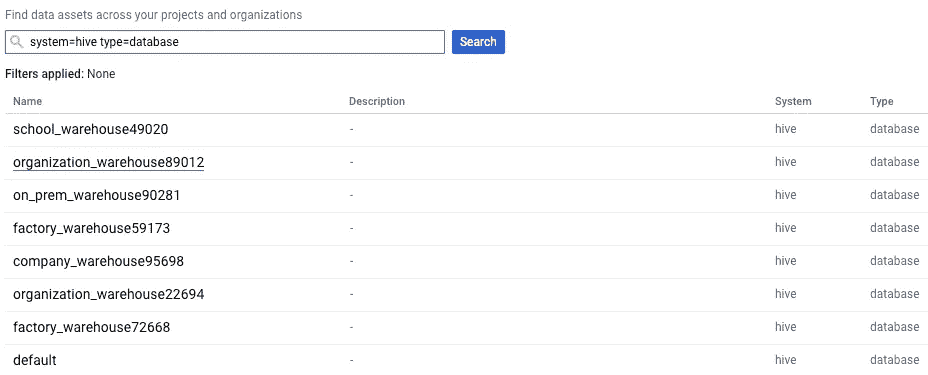 Find data assets across your projects and organizations
system=hive type=database Search
Filters applied: None
Name Description System Type
school_warehouse49020 - hive database
organization_warehouse89012 - hive database
on_prem_warehouse90281 - hive database
factory_warehouse59173 - hive database
company_warehouse95698 - hive database
organization_warehouse22694 - hive database
factory_warehouse72668 - hive database
default - hive database